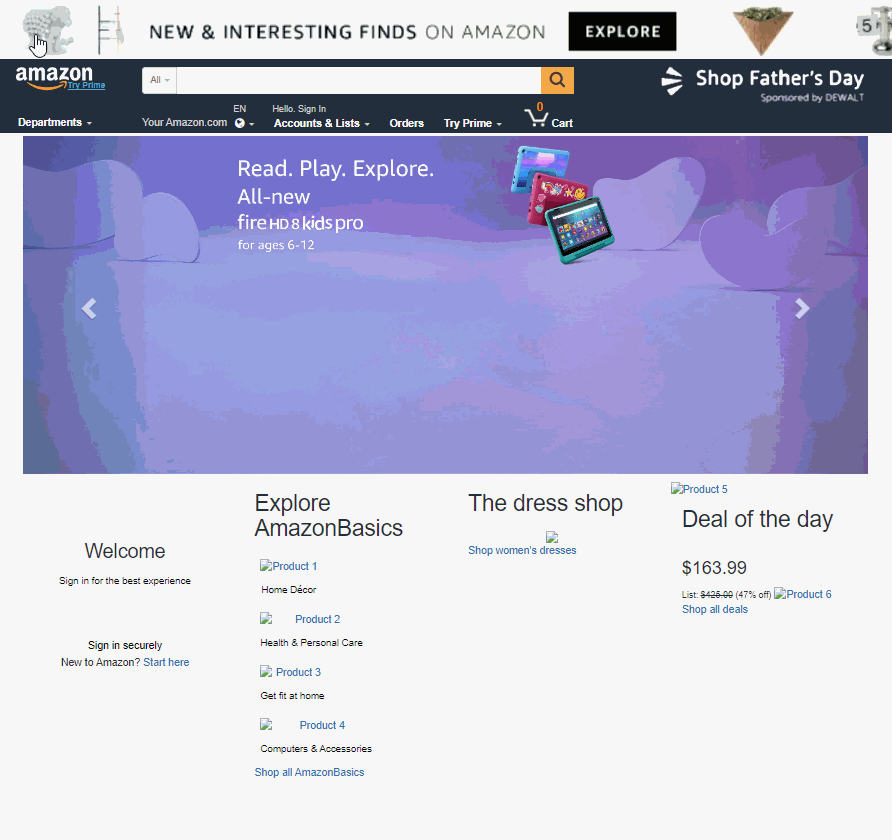 NEW & INTERESTING FINDS ON AMAZON
EXPLORE
5
amazon
Try Prime
All
Shop Father's Day
Sponsored by DEWALT
Departments
Your Amazon.com
EN
Hello. Sign In
Accounts & Lists
Orders
Try Prime
0
Cart
Read. Play. Explore.
All-new
fire HD 8 kids pro
for ages 6-12
Welcome
Sign in for the best experience
Sign in securely
New to Amazon? Start here
Explore
AmazonBasics
Product 1
Home Décor
Product 2
Health & Personal Care
Product 3
Get fit at home
Product 4
Computers & Accessories
Shop all AmazonBasics
The dress shop
Shop women's dresses
Product 5
Deal of the day
$163.99
List: $425.00 (47% off) Product 6
Shop all deals